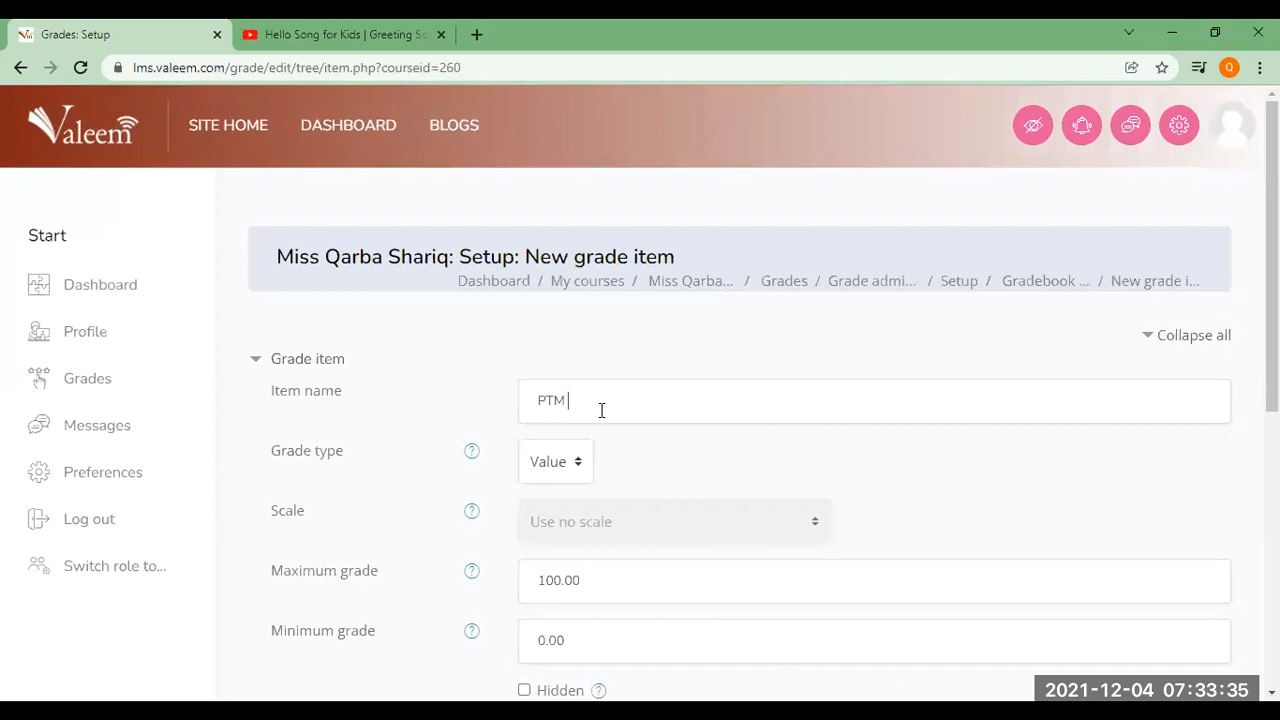 Grades: Setup
Hello Song for Kids | Greeting Sc
lms.valeem.com/grade/edit/tree/item.php?courseid=260
Q
Valeem
SITE HOME
DASHBOARD
BLOGS
Start
Dashboard
Profile
Grades
Messages
Preferences
Log out
Switch role to...
Miss Qarba Shariq: Setup: New grade item
Dashboard / My courses / Miss Qarba... / Grades / Grade admi... / Setup / Gradebook ... / New grade i...
Collapse all
Grade item
Item name
PTM
Grade type
?
Value
Scale
?
Use no scale
Maximum grade
?
100.00
Minimum grade
?
0.00
Hidden ?
2021-12-04 07:33:35